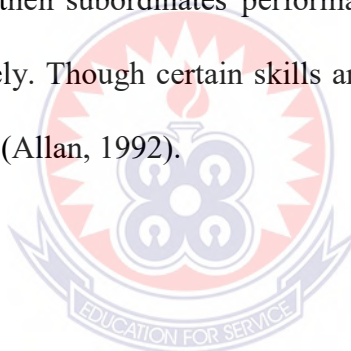 their subordinates' performa
ely. Though certain skills ar
(Allan, 1992).
EDUCATION FOR SERVICE